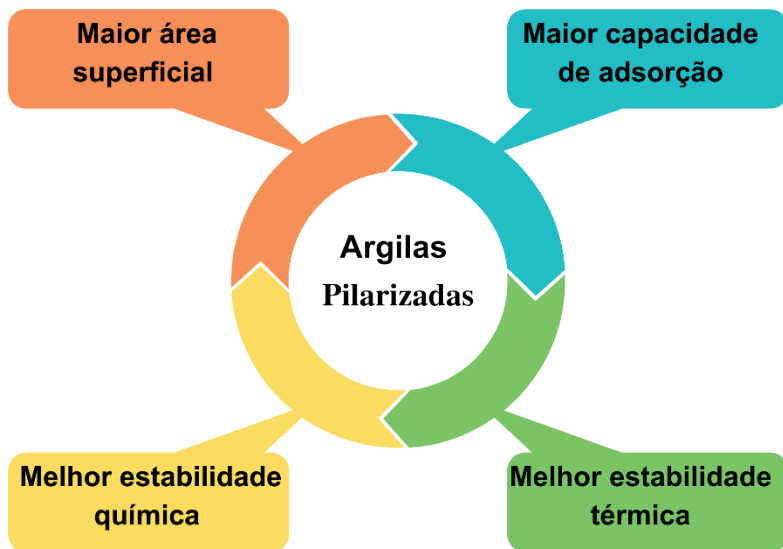 Maior área
superficial
Maior capacidade
de adsorção
Argilas
Pilarizadas
Melhor estabilidade
química
Melhor estabilidade
térmica